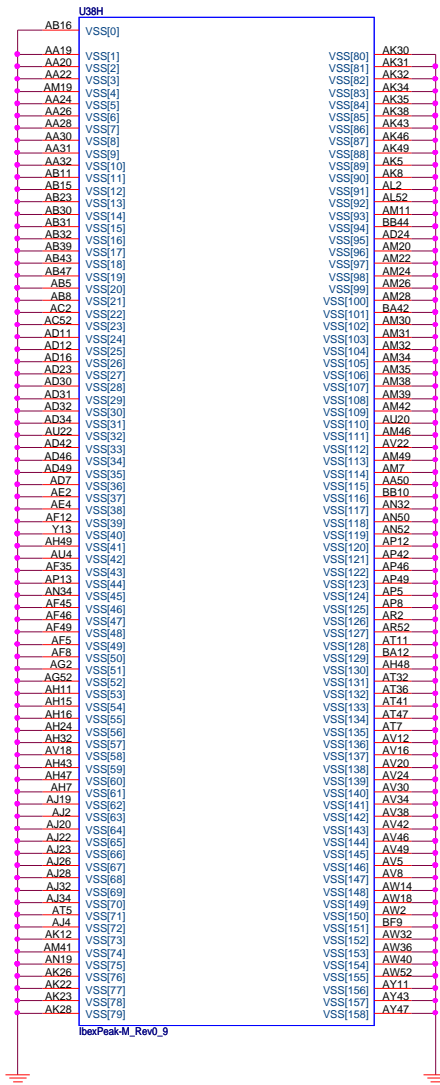 U38H
AB16 VSS[0]
AA19 VSS[1] VSS[80] AK30
AA20 VSS[2] VSS[81] AK31
AA22 VSS[3] VSS[82] AK32
AM19 VSS[4] VSS[83] AK34
AA24 VSS[5] VSS[84] AK35
AA26 VSS[6] VSS[85] AK38
AA28 VSS[7] VSS[86] AK43
AA30 VSS[8] VSS[87] AK46
AA31 VSS[9] VSS[88] AK49
AA32 VSS[10] VSS[89] AK5
AB11 VSS[11] VSS[90] AK8
AB15 VSS[12] VSS[91] AL2
AB23 VSS[13] VSS[92] AL52
AB30 VSS[14] VSS[93] AM11
AB31 VSS[15] VSS[94] BB44
AB32 VSS[16] VSS[95] AD24
AB39 VSS[17] VSS[96] AM20
AB43 VSS[18] VSS[97] AM22
AB47 VSS[19] VSS[98] AM24
AB5 VSS[20] VSS[99] AM26
AB8 VSS[21] VSS[100] AM28
AC2 VSS[22] VSS[101] BA42
AC52 VSS[23] VSS[102] AM30
AD11 VSS[24] VSS[103] AM31
AD12 VSS[25] VSS[104] AM32
AD16 VSS[26] VSS[105] AM34
AD23 VSS[27] VSS[106] AM35
AD30 VSS[28] VSS[107] AM38
AD31 VSS[29] VSS[108] AM39
AD32 VSS[30] VSS[109] AM42
AD34 VSS[31] VSS[110] AU20
AU22 VSS[32] VSS[111] AM46
AD42 VSS[33] VSS[112] AV22
AD46 VSS[34] VSS[113] AM49
AD49 VSS[35] VSS[114] AM7
AD7 VSS[36] VSS[115] AA50
AE2 VSS[37] VSS[116] BB10
AE4 VSS[38] VSS[117] AN32
AF12 VSS[39] VSS[118] AN50
Y13 VSS[40] VSS[119] AN52
AH49 VSS[41] VSS[120] AP12
AU4 VSS[42] VSS[121] AP42
AF35 VSS[43] VSS[122] AP46
AP13 VSS[44] VSS[123] AP49
AN34 VSS[45] VSS[124] AP5
AF45 VSS[46] VSS[125] AP8
AF46 VSS[47] VSS[126] AR2
AF49 VSS[48] VSS[127] AR52
AF5 VSS[49] VSS[128] AT11
AF8 VSS[50] VSS[129] BA12
AG2 VSS[51] VSS[130] AH48
AG52 VSS[52] VSS[131] AT32
AH11 VSS[53] VSS[132] AT36
AH15 VSS[54] VSS[133] AT41
AH16 VSS[55] VSS[134] AT47
AH24 VSS[56] VSS[135] AT7
AH32 VSS[57] VSS[136] AV12
AV18 VSS[58] VSS[137] AV16
AH43 VSS[59] VSS[138] AV20
AH47 VSS[60] VSS[139] AV24
AH7 VSS[61] VSS[140] AV30
AJ19 VSS[62] VSS[141] AV34
AJ2 VSS[63] VSS[142] AV38
AJ20 VSS[64] VSS[143] AV42
AJ22 VSS[65] VSS[144] AV46
AJ23 VSS[66] VSS[145] AV49
AJ26 VSS[67] VSS[146] AV5
AJ28 VSS[68] VSS[147] AV8
AJ32 VSS[69] VSS[148] AW14
AJ34 VSS[70] VSS[149] AW18
AT5 VSS[71] VSS[150] AW2
AJ4 VSS[72] VSS[151] BF9
AK12 VSS[73] VSS[152] AW32
AM41 VSS[74] VSS[153] AW36
AN19 VSS[75] VSS[154] AW40
AK26 VSS[76] VSS[155] AW52
AK22 VSS[77] VSS[156] AY11
AK23 VSS[78] VSS[157] AY43
AK28 VSS[79] VSS[158] AY47
IbexPeak-M_Rev0_9